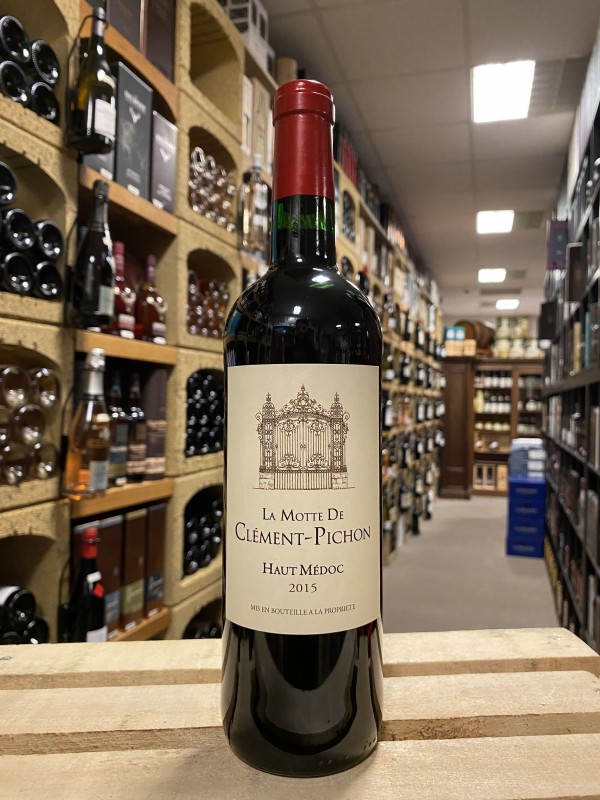 La Motte De
Clément-Pichon
Haut Médoc
2015
MIS EN BOUTEILLE A LA PROPRIETE